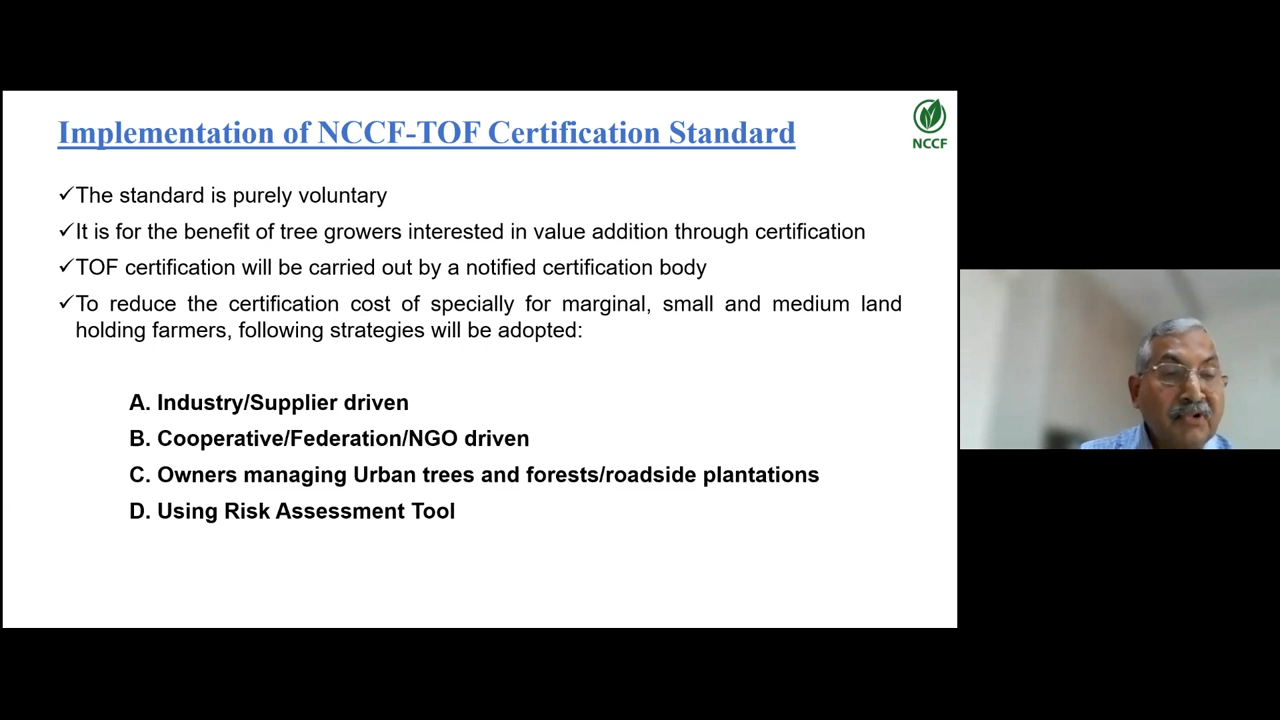 Implementation of NCCF-TOF Certification Standard
NCCF
✓The standard is purely voluntary
✓It is for the benefit of tree growers interested in value addition through certification
✓TOF certification will be carried out by a notified certification body
✓To reduce the certification cost of specially for marginal, small and medium land
holding farmers, following strategies will be adopted:
A. Industry/Supplier driven
B. Cooperative/Federation/NGO driven
C. Owners managing Urban trees and forests/roadside plantations
D. Using Risk Assessment Tool